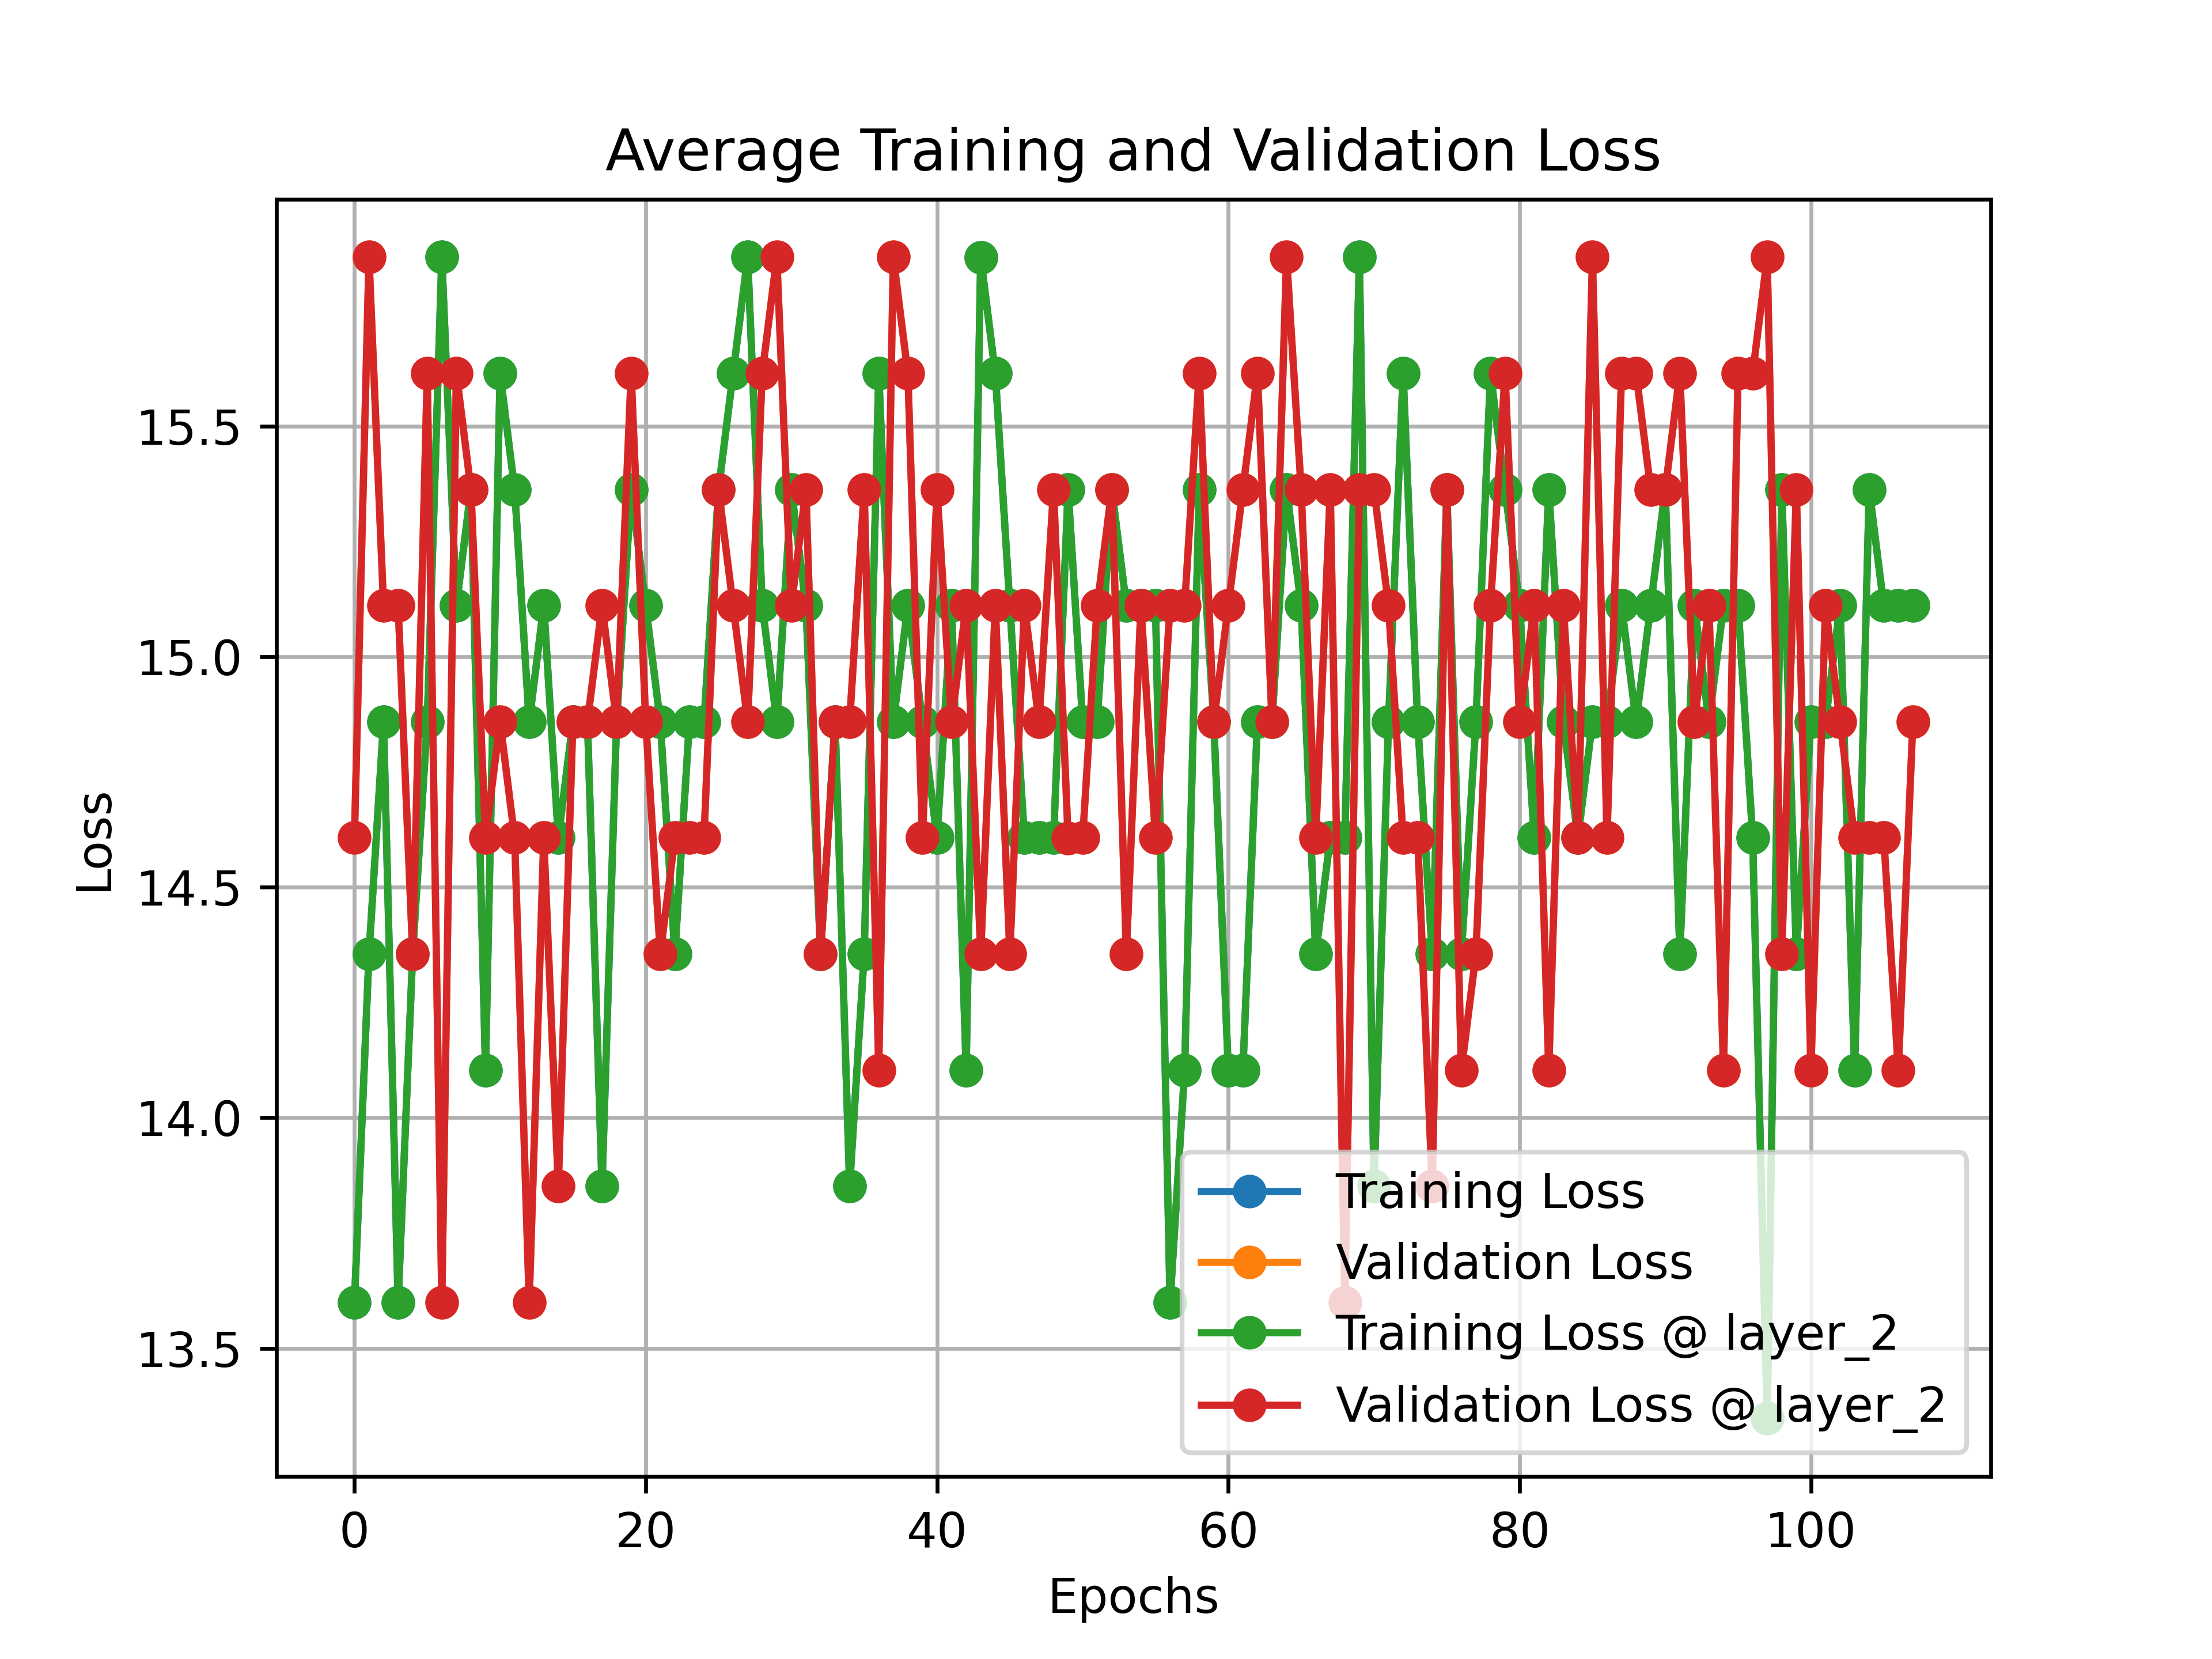 Average Training and Validation Loss
15.5
15.0
14.5
14.0
13.5
Loss
0 20 40 60 80 100
Epochs
Training Loss
Validation Loss
Training Loss @ layer_2
Validation Loss @ layer_2